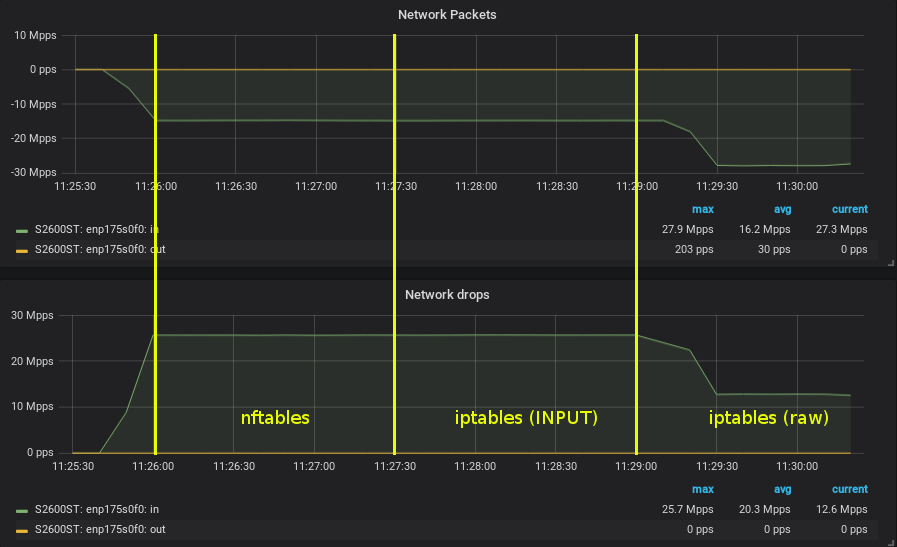 Network Packets
10 Mpps
0 pps
-10 Mpps
-20 Mpps
-30 Mpps
11:25:30 11:26:00 11:26:30 11:27:00 11:27:30 11:28:00 11:28:30 11:29:00 11:29:30 11:30:00
max avg current
S2600ST: enp175s0f0: in 27.9 Mpps 16.2 Mpps 27.3 Mpps
S2600ST: enp175s0f0: out 203 pps 30 pps 0 pps
Network drops
30 Mpps
20 Mpps
10 Mpps
nftables iptables (INPUT) iptables (raw)
0 pps
11:25:30 11:26:00 11:26:30 11:27:00 11:27:30 11:28:00 11:28:30 11:29:00 11:29:30 11:30:00
max avg current
S2600ST: enp175s0f0: in 25.7 Mpps 20.3 Mpps 12.6 Mpps
S2600ST: enp175s0f0: out 0 pps 0 pps 0 pps